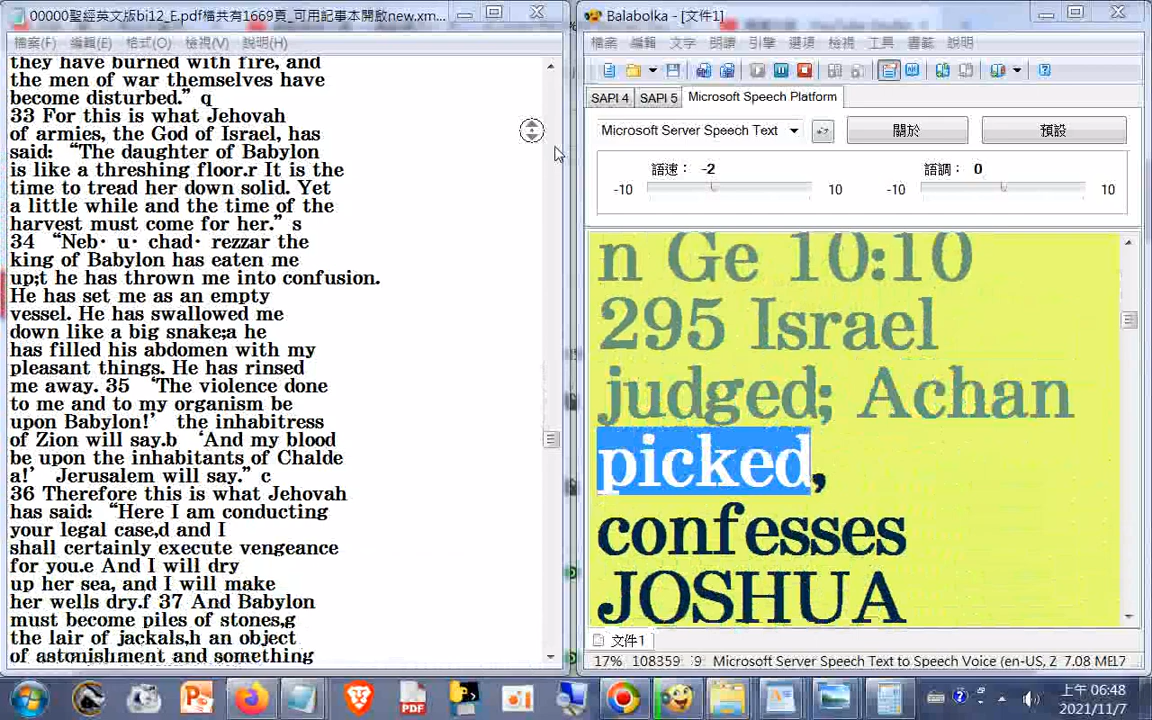 00000聖經英文版bi12_E.pdf檔共有1669頁_可用記事本開啟new.xm...
檔案(F) 編輯(E) 格式(O) 檢視(V) 說明(H)
they have burned with fire, and
the men of war themselves have
become disturbed.” q
33 For this is what Jehovah
of armies, the God of Israel, has
said: “The daughter of Babylon
is like a threshing floor.r It is the
time to tread her down solid. Yet
a little while and the time of the
harvest must come for her.” s
34 “Neb· u· chad· rezzar the
king of Babylon has eaten me
up;t he has thrown me into confusion.
He has set me as an empty
vessel. He has swallowed me
down like a big snake;a he
has filled his abdomen with my
pleasant things. He has rinsed
me away. 35 ‘The violence done
to me and to my organism be
upon Babylon!’ the inhabitress
of Zion will say.b ‘And my blood
be upon the inhabitants of Chalde
a!’ Jerusalem will say.” c
36 Therefore this is what Jehovah
has said: “Here I am conducting
your legal case,d and I
shall certainly execute vengeance
for you.e And I will dry
up her sea, and I will make
her wells dry.f 37 And Babylon
must become piles of stones,g
the lair of jackals,h an object
of astonishment and something
Balabolka - [文件1]
檔案 編輯 文字 朗讀 引擎 選項 檢視 工具 書籤 說明
SAPI 4 SAPI 5 Microsoft Speech Platform
Microsoft Server Speech Text 關於 預設
語速： -2 語調： 0
-10 10 -10 10
n Ge 10:10
295 Israel
judged; Achan
picked,
confesses
JOSHUA
文件1
17% 108359 Microsoft Server Speech Text to Speech Voice (en-US, 2 7.08 ME
PDF
上午 06:48
2021/11/7